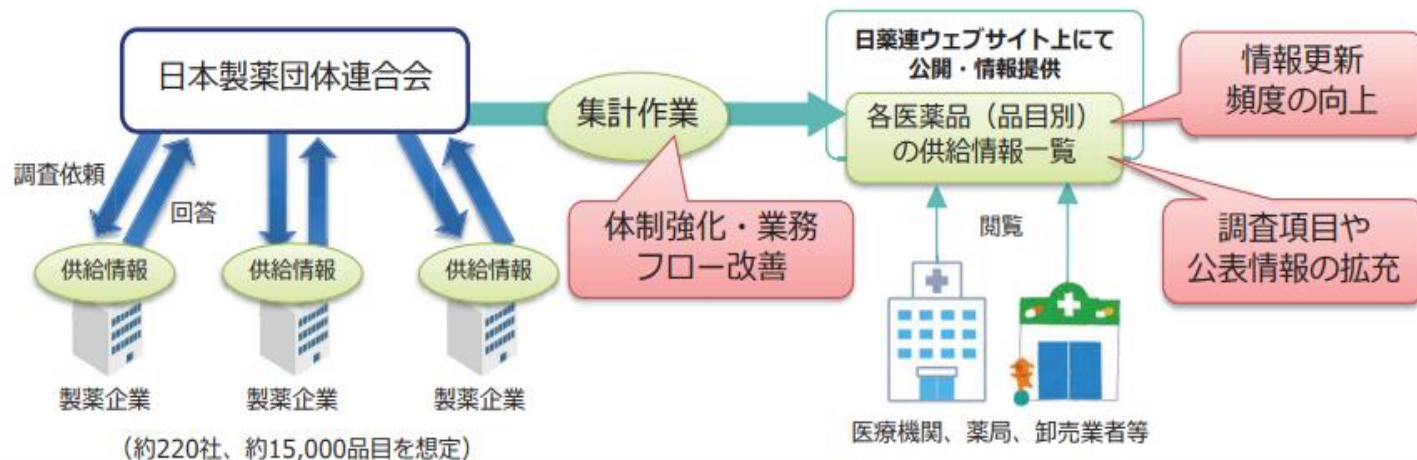 日本製薬団体連合会
調査依頼
回答
供給情報
供給情報
供給情報
製薬企業
製薬企業
製薬企業
（約220社、約15,000品目を想定）
集計作業
体制強化・業務
フロー改善
日薬連ウェブサイト上にて
公開・情報提供
各医薬品（品目別）
の供給情報一覧
情報更新
頻度の向上
調査項目や
公表情報の拡充
閲覧
医療機関、薬局、卸売業者等